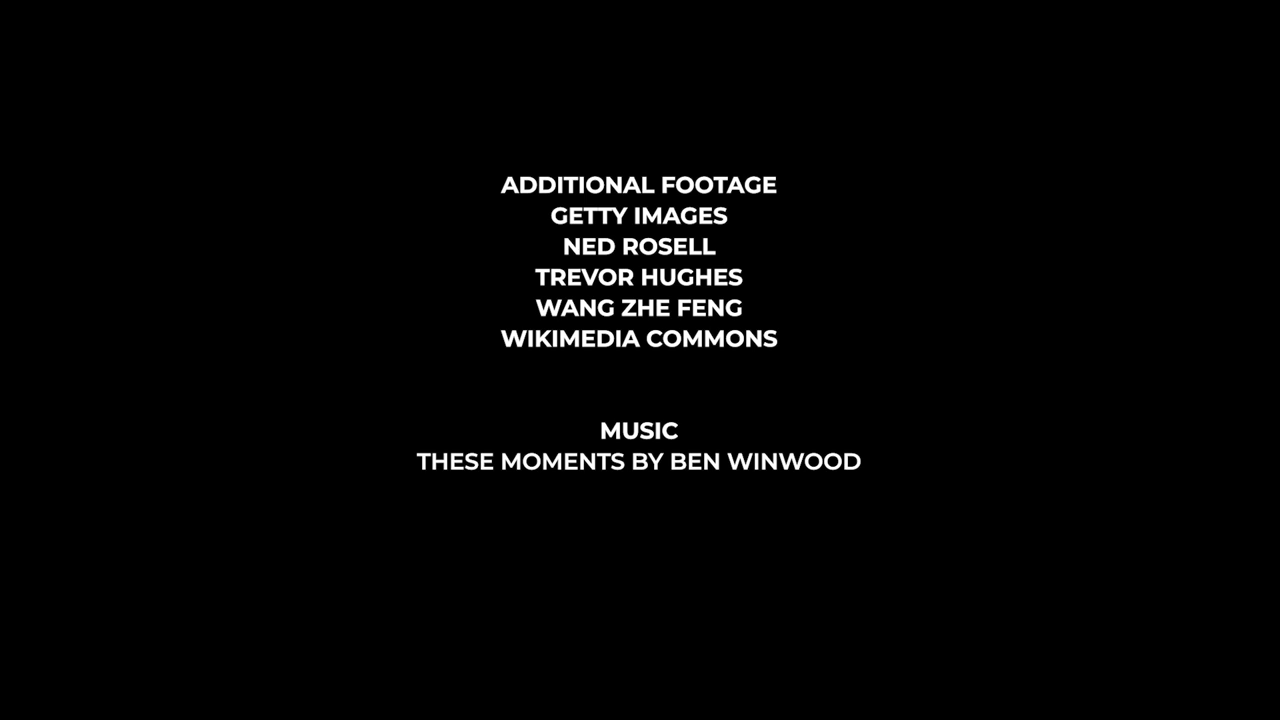 ADDITIONAL FOOTAGE
GETTY IMAGES
NED ROSELL
TREVOR HUGHES
WANG ZHE FENG
WIKIMEDIA COMMONS
MUSIC
THESE MOMENTS BY BEN WINWOOD